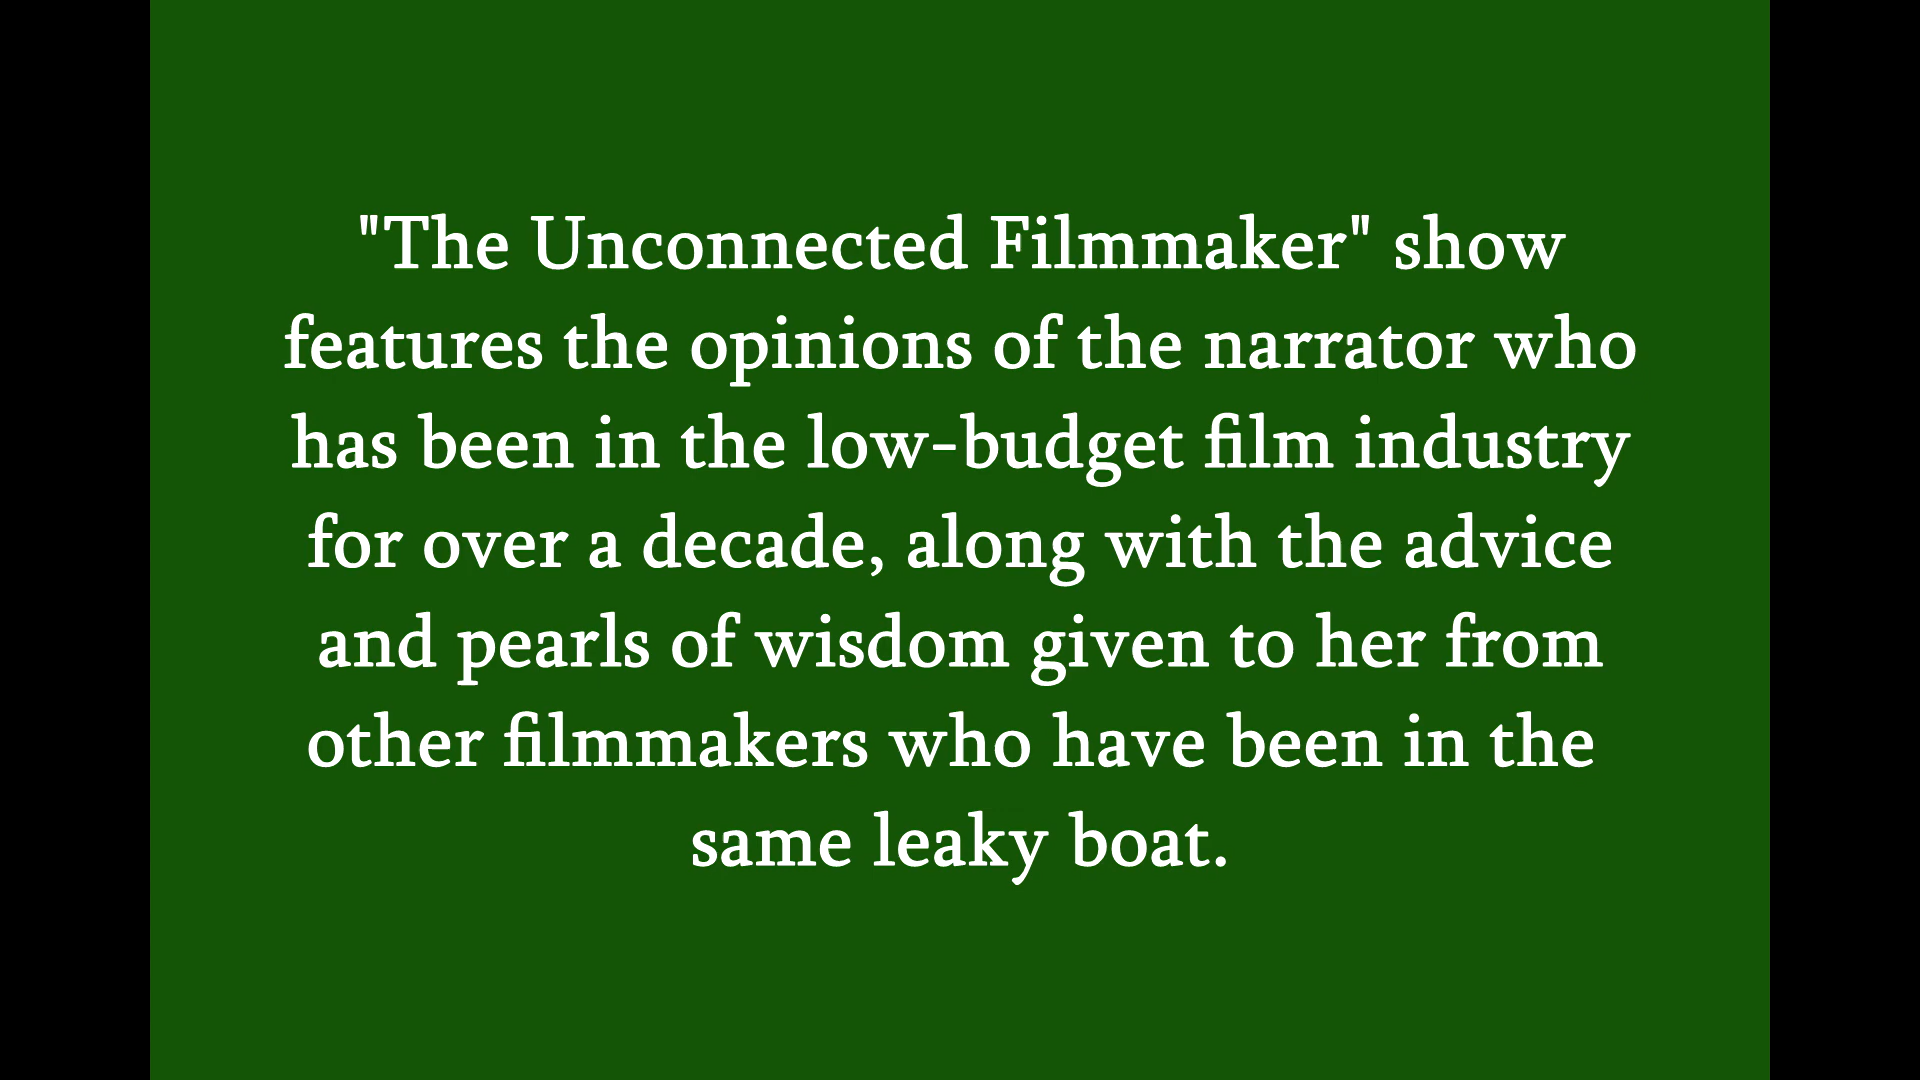 "The Unconnected Filmmaker" show
features the opinions of the narrator who
has been in the low-budget film industry
for over a decade, along with the advice
and pearls of wisdom given to her from
other filmmakers who have been in the
same leaky boat.